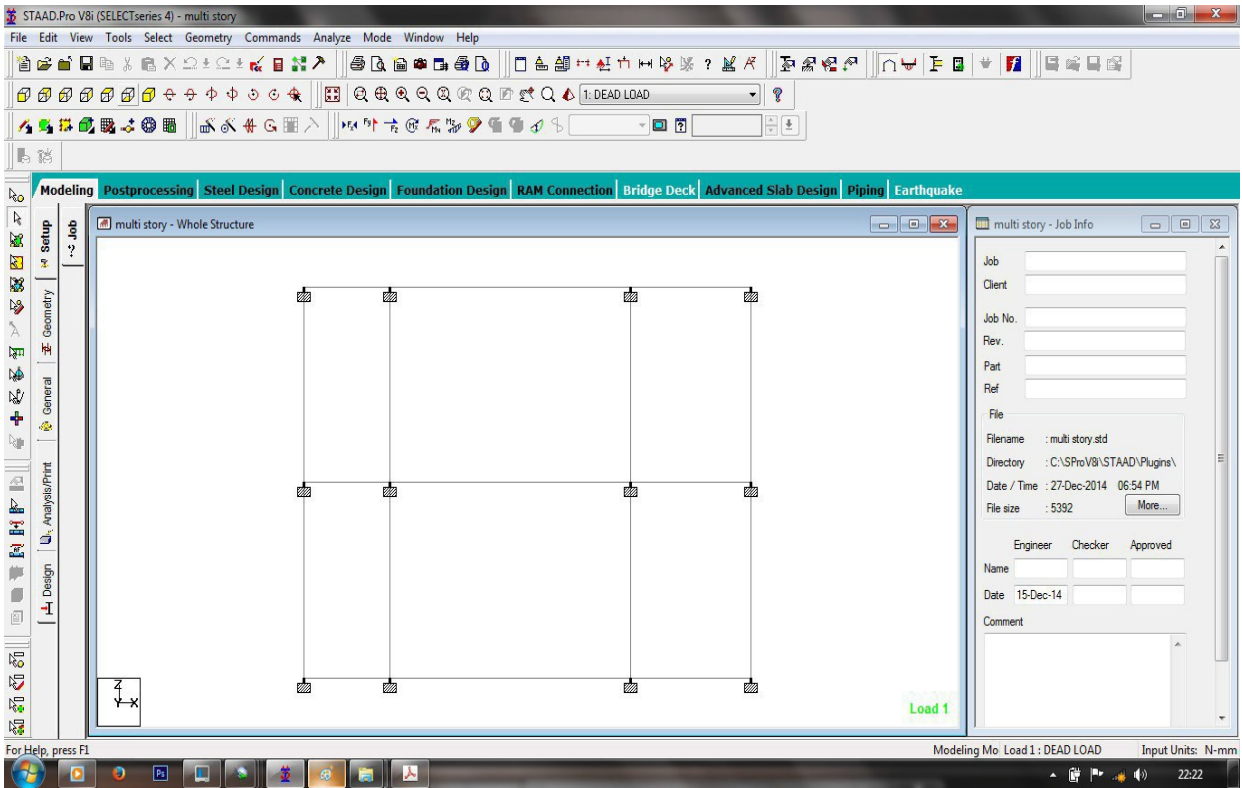 STAAD.Pro V8i (SELECTseries 4) - multi story
File Edit View Tools Select Geometry Commands Analyze Mode Window Help
1: DEAD LOAD
Modeling Postprocessing Steel Design Concrete Design Foundation Design RAM Connection Bridge Deck Advanced Slab Design Piping Earthquake
Setup
Geometry
General
Analysis/Print
Design
Job
multi story - Whole Structure
Z
Y X
Load 1
multi story - Job Info
Job
Client
Job No.
Rev.
Part
Ref
File
Filename : multi story.std
Directory : C:\SProV8i\STAAD\Plugins\
Date / Time : 27-Dec-2014 06:54 PM
File size : 5392 More...
Engineer Checker Approved
Name
Date 15-Dec-14
Comment
For Help, press F1
Modeling Mo Load 1 : DEAD LOAD Input Units: N-mm
Ps
22:22